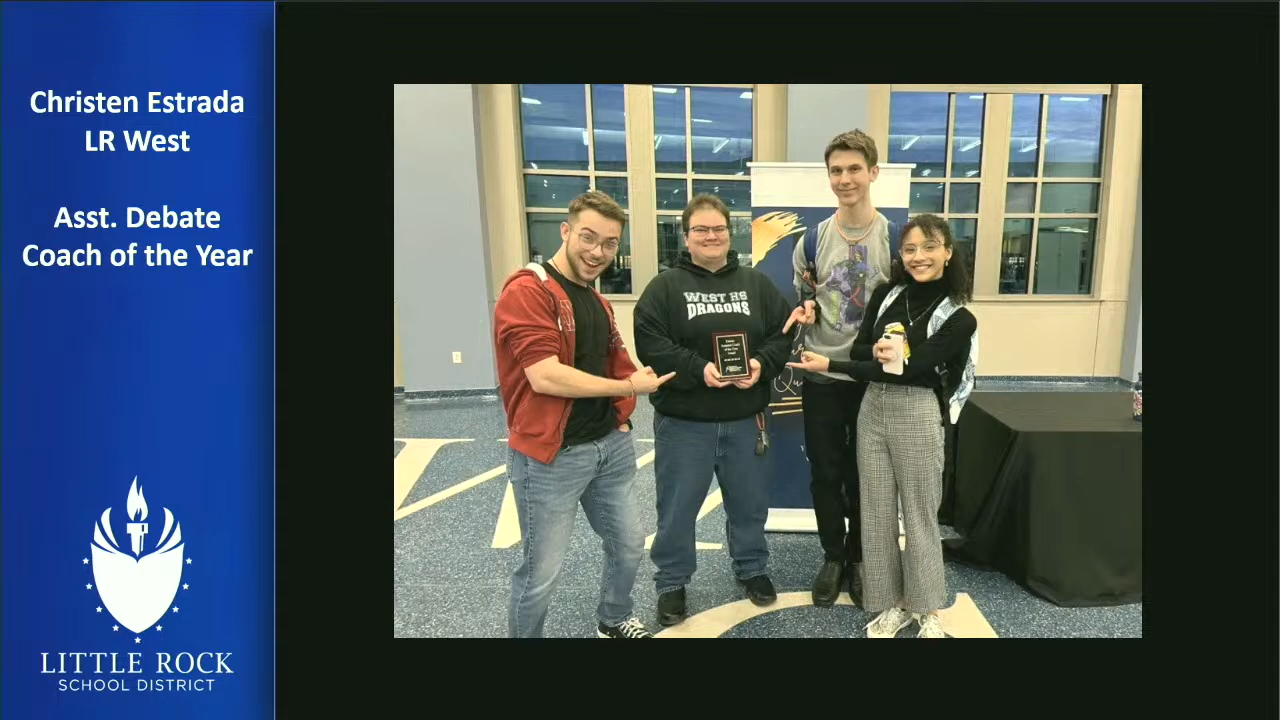 Christen Estrada
LR West
Asst. Debate
Coach of the Year
LITTLE ROCK
SCHOOL DISTRICT
WEST HS
DRAGONS